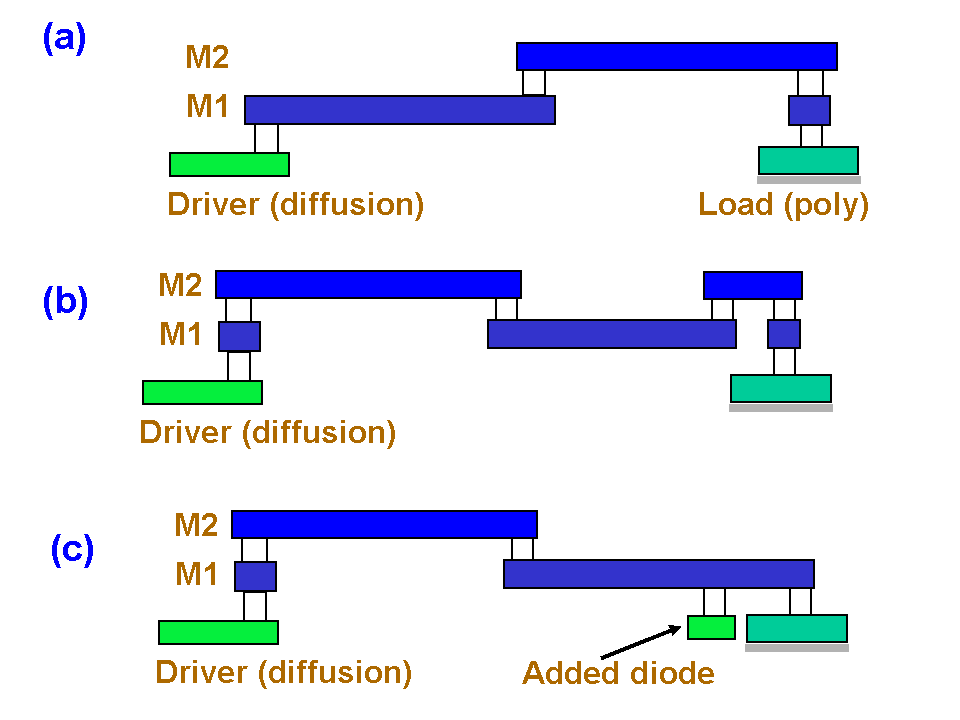 (a)
M2
M1
Driver (diffusion)
Load (poly)
(b)
M2
M1
Driver (diffusion)
(c)
M2
M1
Driver (diffusion)
Added diode